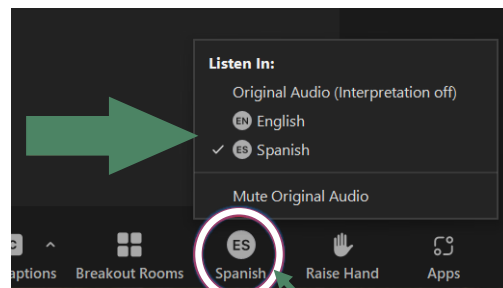 Listen In:
Original Audio (Interpretation off)
EN English
ES Spanish
Mute Original Audio
C
aptions
Breakout Rooms
ES
Spanish
Raise Hand
Apps